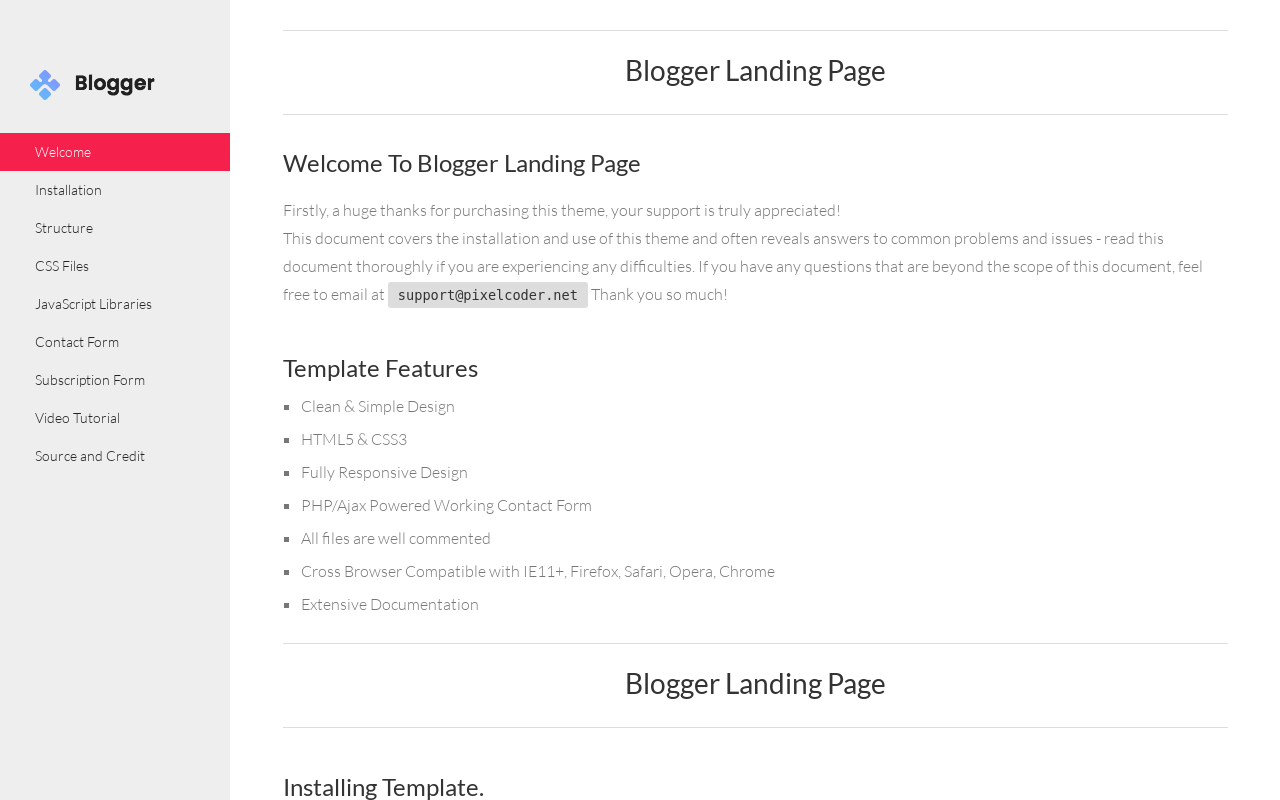 Blogger
Welcome
Installation
Structure
CSS Files
JavaScript Libraries
Contact Form
Subscription Form
Video Tutorial
Source and Credit
Blogger Landing Page
Welcome To Blogger Landing Page
Firstly, a huge thanks for purchasing this theme, your support is truly appreciated!
This document covers the installation and use of this theme and often reveals answers to common problems and issues - read this
document thoroughly if you are experiencing any difficulties. If you have any questions that are beyond the scope of this document, feel
free to email at support@pixelcoder.net Thank you so much!
Template Features
Clean & Simple Design
HTML5 & CSS3
Fully Responsive Design
PHP/Ajax Powered Working Contact Form
All files are well commented
Cross Browser Compatible with IE11+, Firefox, Safari, Opera, Chrome
Extensive Documentation
Blogger Landing Page
Installing Template.